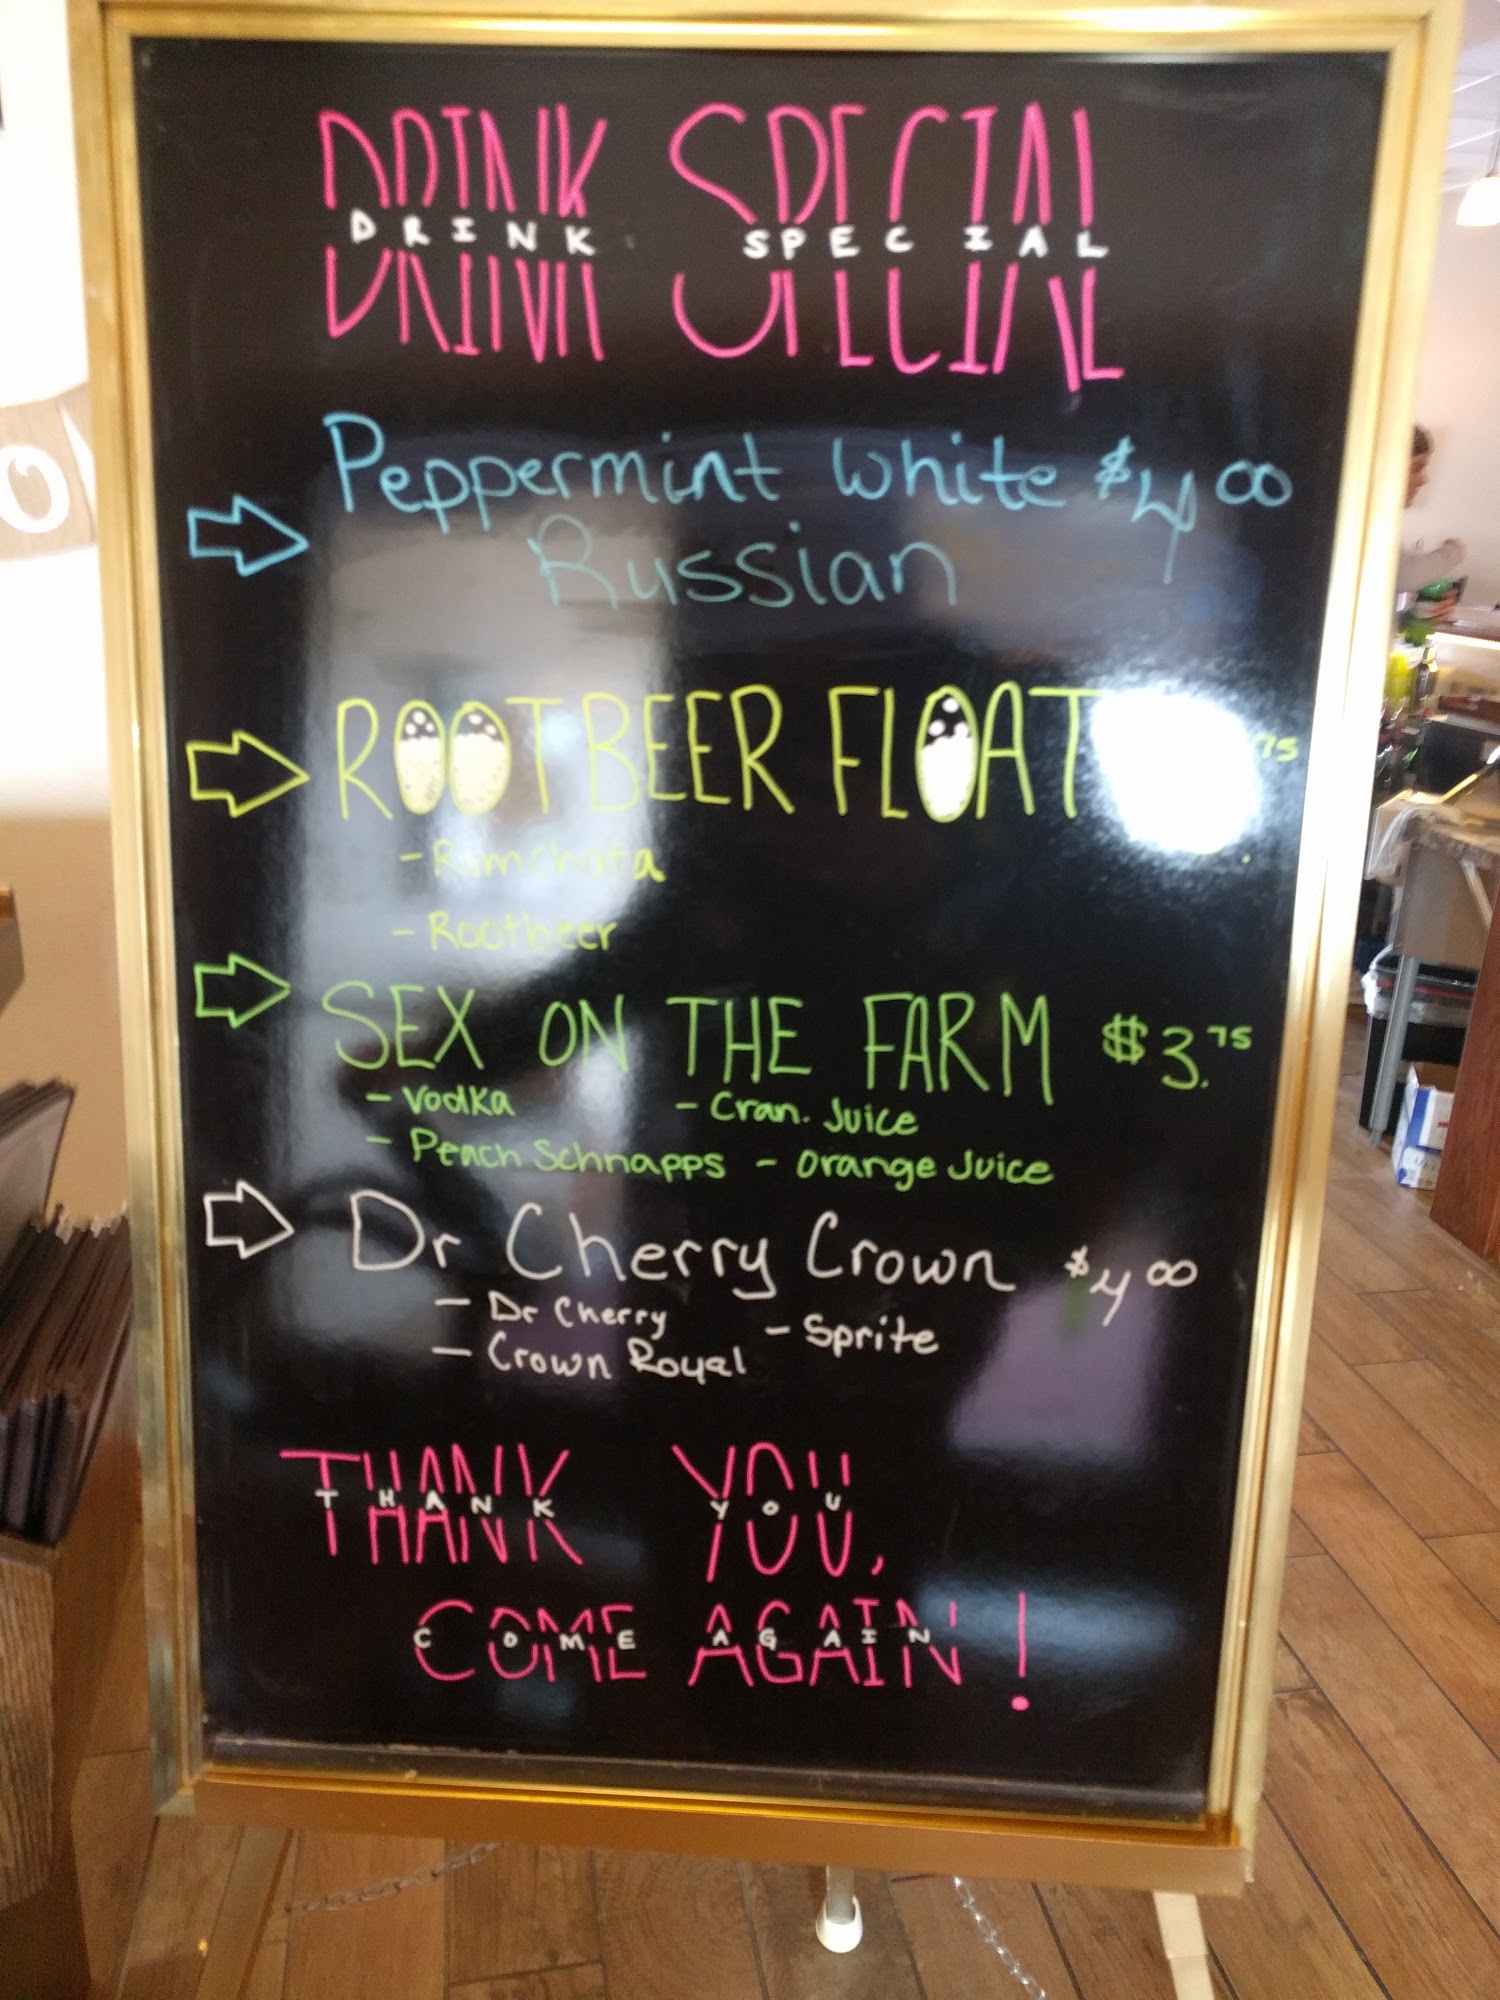 DRINK SPECIAL
DRINK SPECIAL
Peppermint White $4 00
Russian
ROOTBEER FLOAT 75
- Rumchata
- Rootbeer
SEX ON THE FARM $3.75
- Vodka - Cran. Juice
- Peach Schnapps - Orange Juice
Dr Cherry Crown $4 00
- Dr Cherry - Sprite
- Crown Royal
THANK YOU,
THANK YOU
COME AGAIN!
COME AGAIN